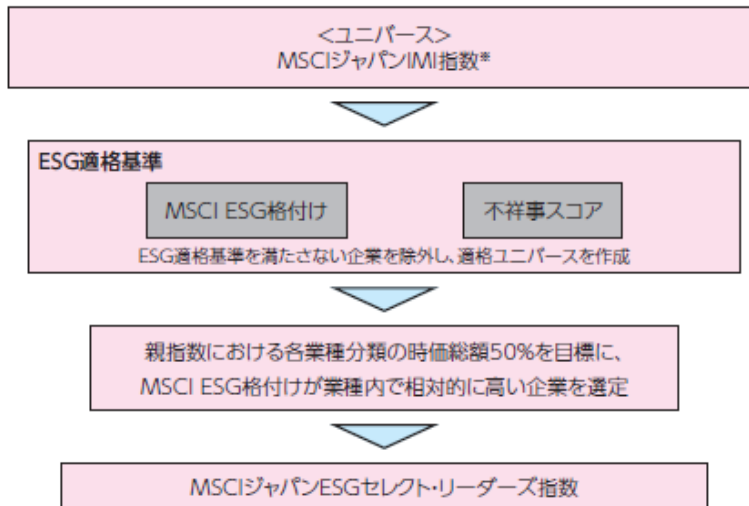 ＜ユニバース＞
MSCIジャパンIMI指数※
ESG適格基準
MSCI ESG格付け
不祥事スコア
ESG適格基準を満たさない企業を除外し、適格ユニバースを作成
親指数における各業種分類の時価総額50%を目標に、
MSCI ESG格付けが業種内で相対的に高い企業を選定
MSCIジャパンESGセレクト・リーダーズ指数